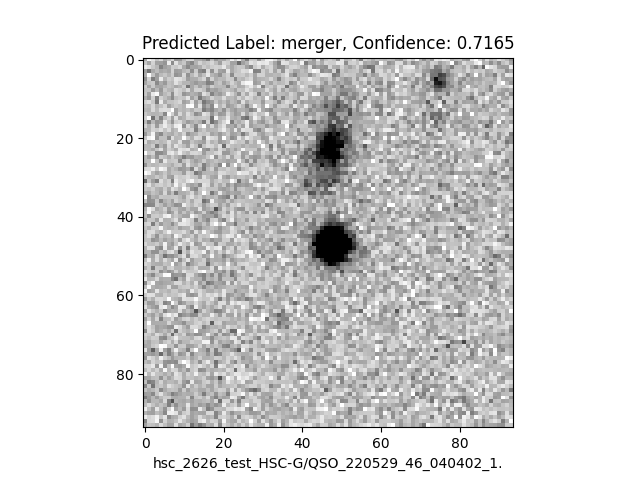 Predicted Label: merger, Confidence: 0.7165
0
20
40
60
80
0 20 40 60 80
hsc_2626_test_HSC-G/QSO_220529_46_040402_1.